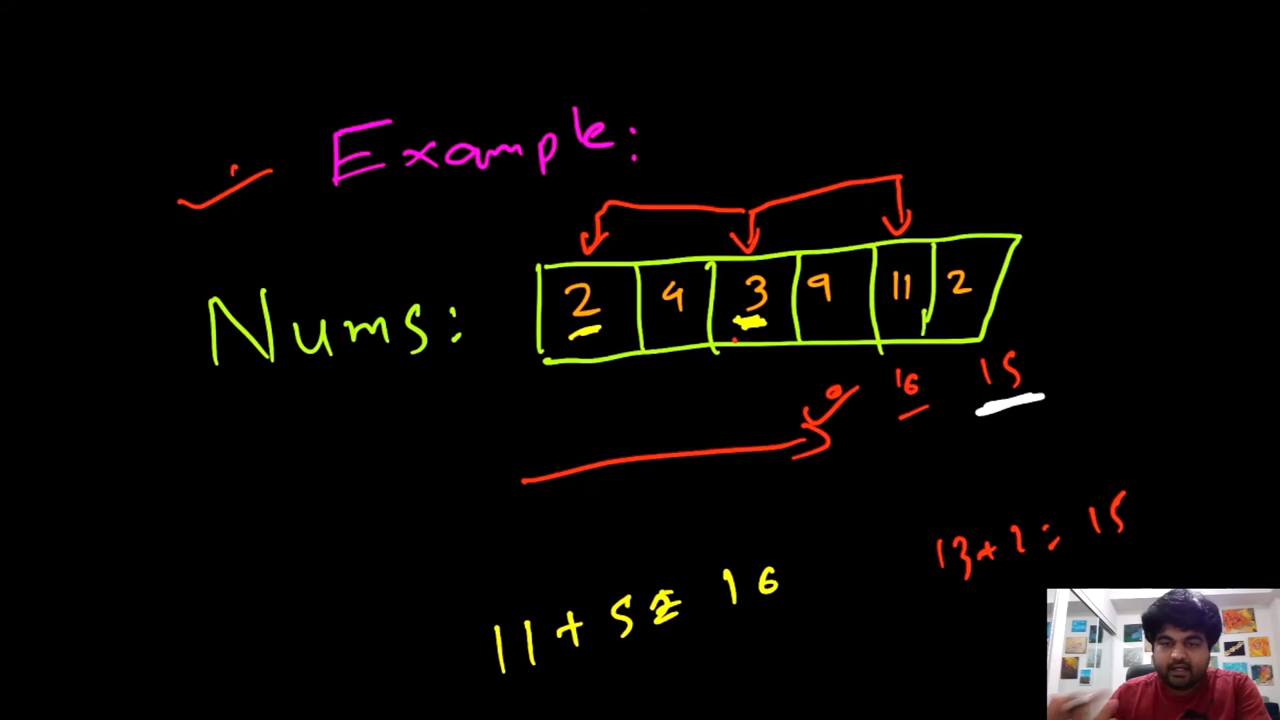 Example:
Nums: 2 4 3 9 11 2
16 15
13+2= 15
11+5= 16